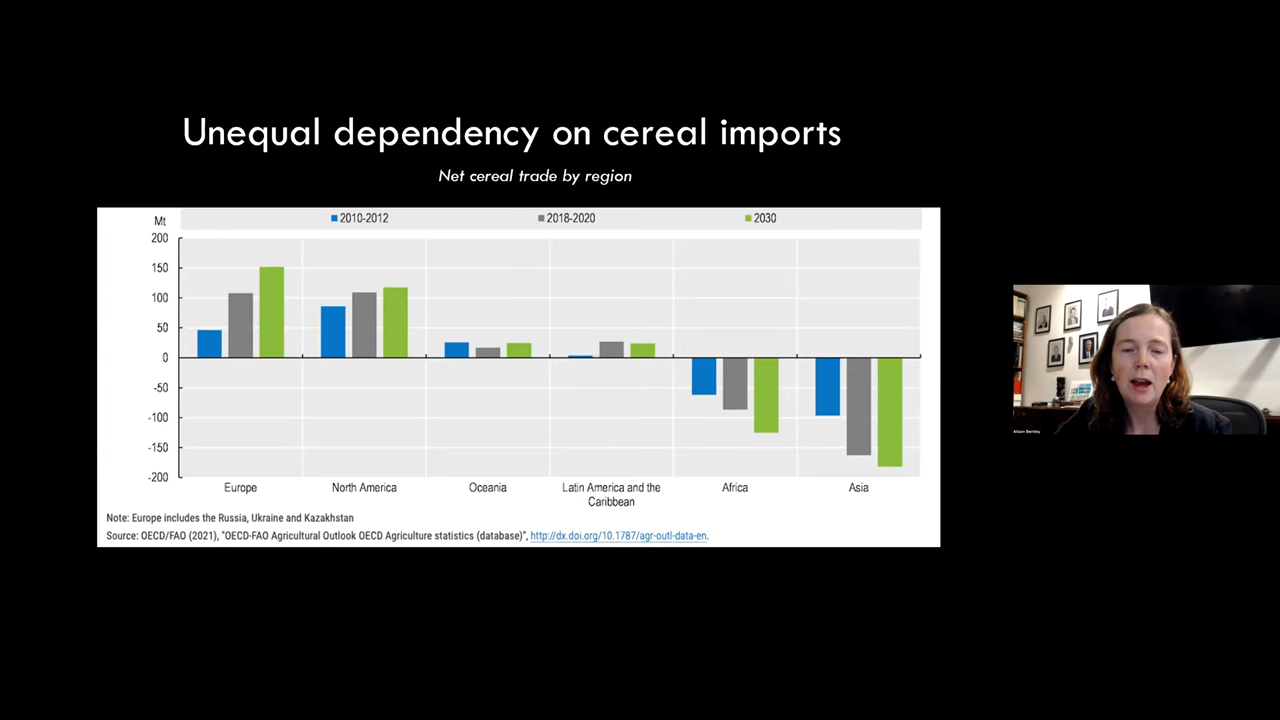 Unequal dependency on cereal imports
Net cereal trade by region
Mt
2010-2012
2018-2020
2030
200
150
100
50
0
-50
-100
-150
-200
Europe
North America
Oceania
Latin America and the
Caribbean
Africa
Asia
Note: Europe includes the Russia, Ukraine and Kazakhstan
Source: OECD/FAO (2021), "OECD-FAO Agricultural Outlook OECD Agriculture statistics (database)", http://dx.doi.org/10.1787/agr-outl-data-en.
Alison Bentley